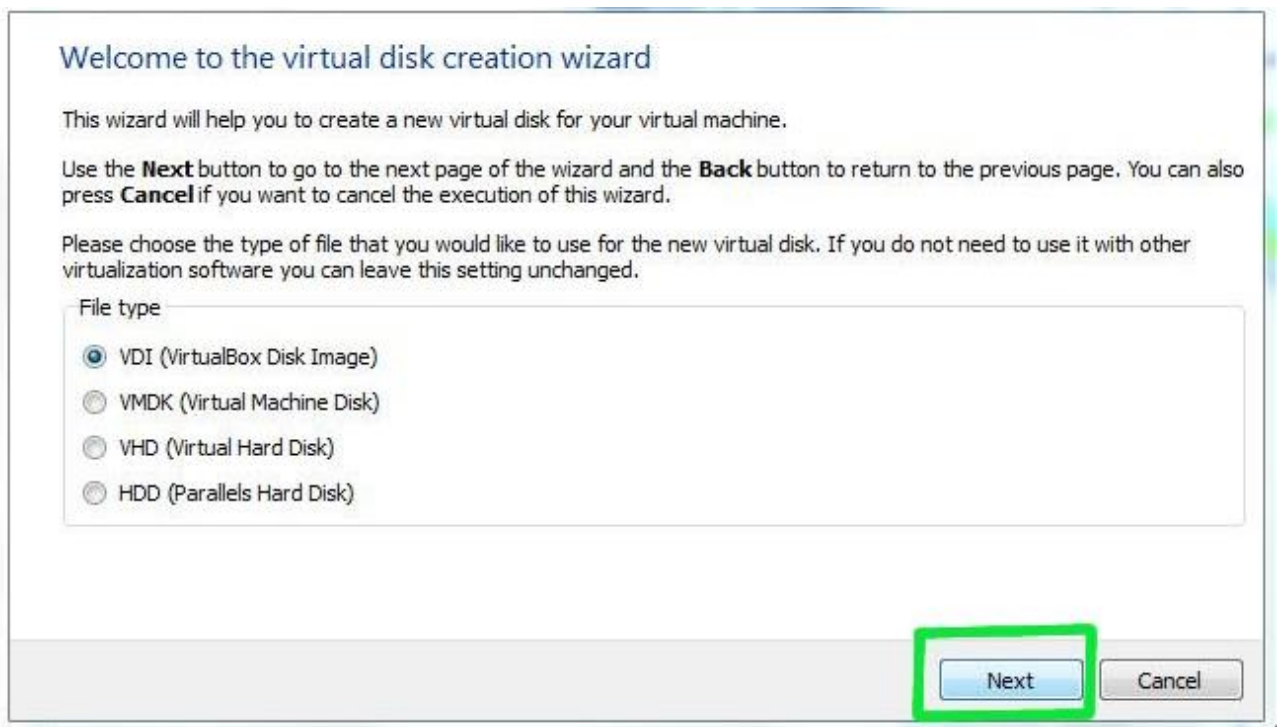 Welcome to the virtual disk creation wizard
This wizard will help you to create a new virtual disk for your virtual machine.
Use the Next button to go to the next page of the wizard and the Back button to return to the previous page. You can also
press Cancel if you want to cancel the execution of this wizard.
Please choose the type of file that you would like to use for the new virtual disk. If you do not need to use it with other
virtualization software you can leave this setting unchanged.
File type
VDI (VirtualBox Disk Image)
VMDK (Virtual Machine Disk)
VHD (Virtual Hard Disk)
HDD (Parallels Hard Disk)
Next Cancel